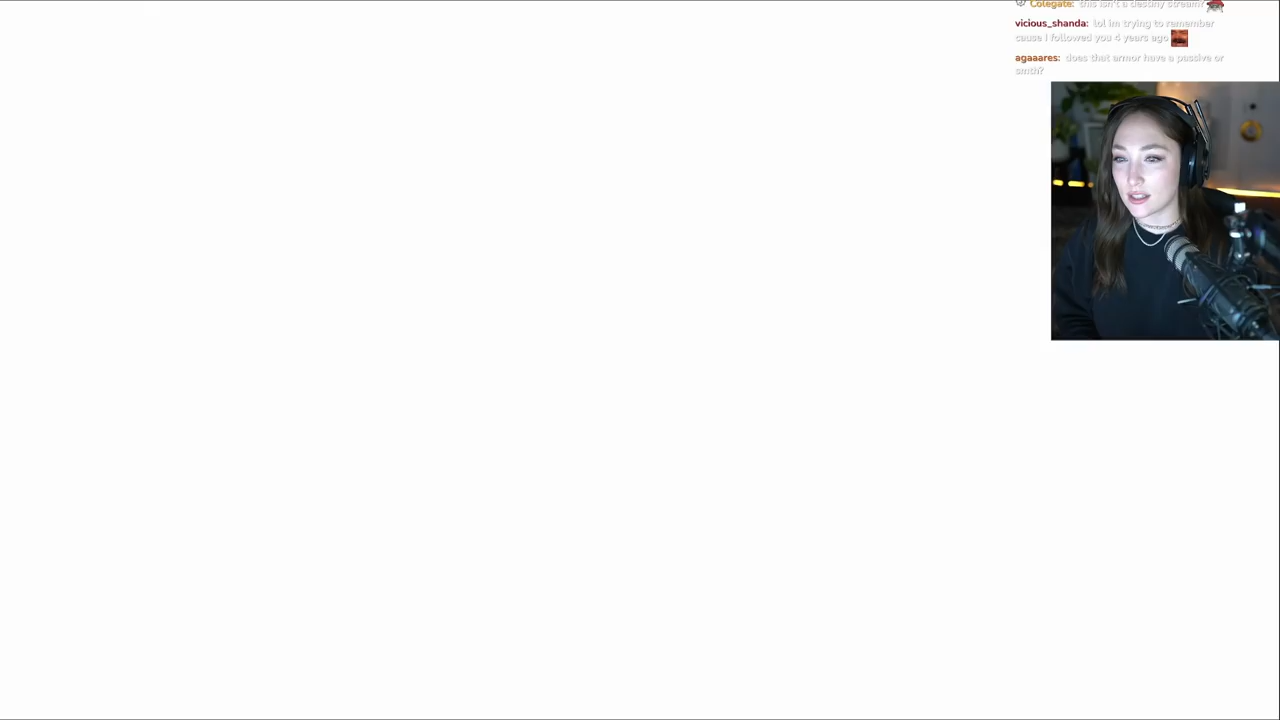 Colegate: this isn't a destiny stream?
vicious_shanda: lol im trying to remember
cause I followed you 4 years ago
agaaares: does that armor have a passive or
smth?